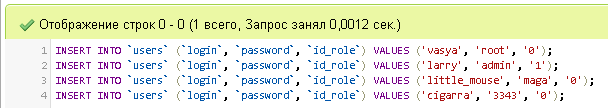 Отображение строк 0 - 0 (1 всего, Запрос занял 0,0012 сек.)
1 INSERT INTO `users` (`login`, `password`, `id_role`) VALUES ('vasya', 'root', '0');
2 INSERT INTO `users` (`login`, `password`, `id_role`) VALUES ('larry', 'admin', '1');
3 INSERT INTO `users` (`login`, `password`, `id_role`) VALUES ('little_mouse', 'maga', '0');
4 INSERT INTO `users` (`login`, `password`, `id_role`) VALUES ('cigarra', '3343', '0');